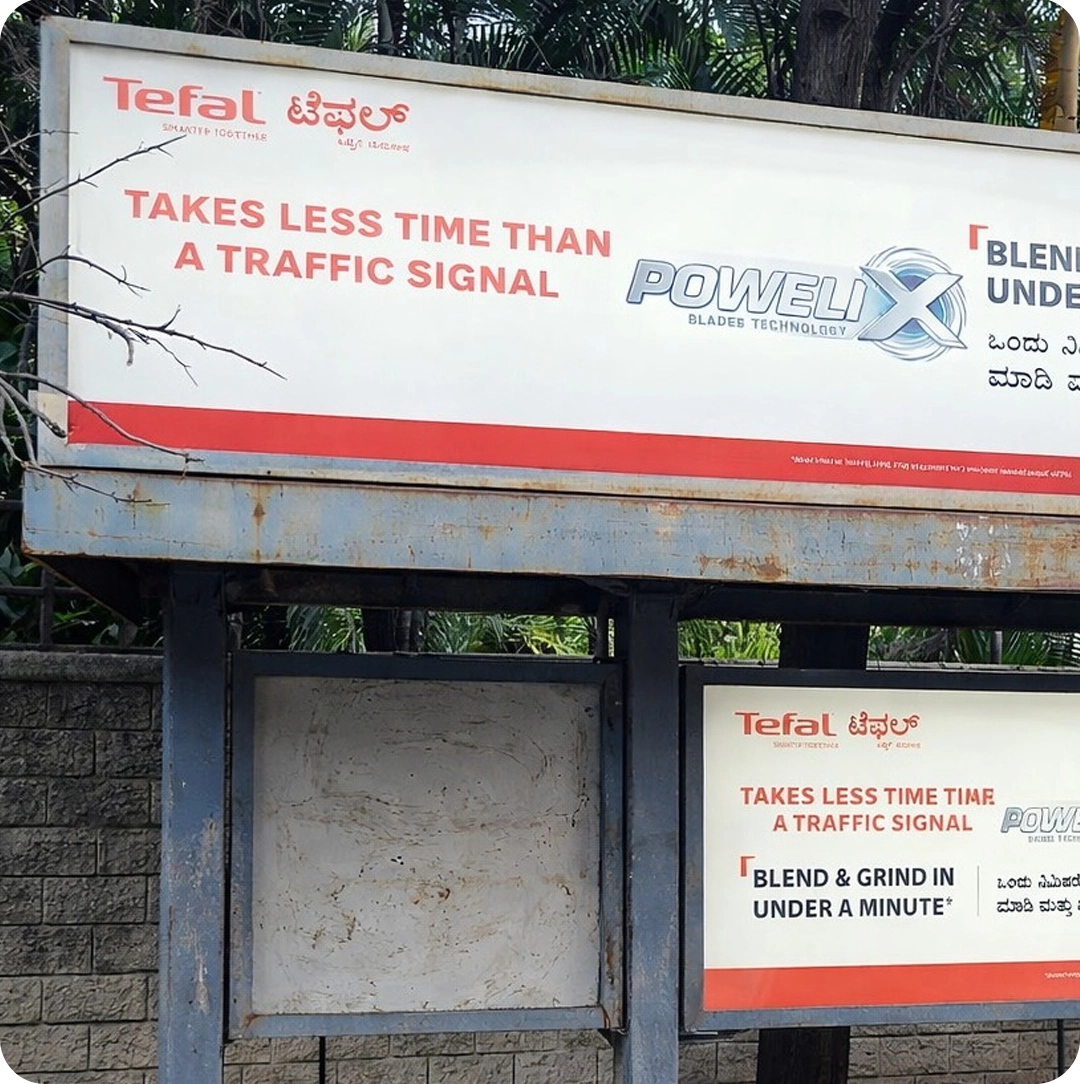 Tefal ಟೆಫಲ್
TAKES LESS TIME THAN
A TRAFFIC SIGNAL
POWELIX
BLADES TECHNOLOGY
BLEN
UNDE
ಒಂದು
ಮಾಡಿ
Tefal ಟೆಫಲ್
TAKES LESS TIME TIME
A TRAFFIC SIGNAL
BLEND & GRIND IN
UNDER A MINUTE*
ಒಂದು
ಮಾಡಿ ಮತ್ತು